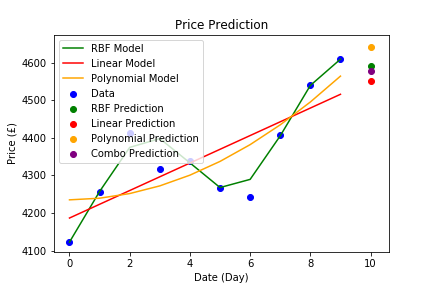 Price Prediction
RBF Model
Linear Model
Polynomial Model
Data
RBF Prediction
Linear Prediction
Polynomial Prediction
Combo Prediction
4600
4500
4400
4300
4200
4100
Price (£)
0 2 4 6 8 10
Date (Day)